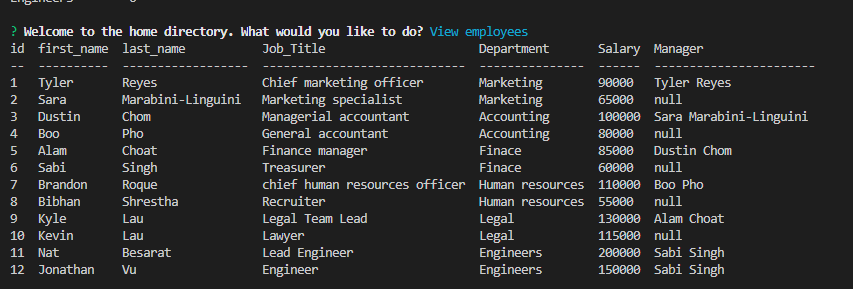 Engineers 6
? Welcome to the home directory. What would you like to do? View employees
id first_name last_name Job_Title Department Salary Manager
-- ---------- ------------------ ----------------------------- --------------- ------ ------------------------
1 Tyler Reyes Chief marketing officer Marketing 90000 Tyler Reyes
2 Sara Marabini-Linguini Marketing specialist Marketing 65000 null
3 Dustin Chom Managerial accountant Accounting 100000 Sara Marabini-Linguini
4 Boo Pho General accountant Accounting 80000 null
5 Alam Choat Finance manager Finace 85000 Dustin Chom
6 Sabi Singh Treasurer Finace 60000 null
7 Brandon Roque chief human resources officer Human resources 110000 Boo Pho
8 Bibhan Shrestha Recruiter Human resources 55000 null
9 Kyle Lau Legal Team Lead Legal 130000 Alam Choat
10 Kevin Lau Lawyer Legal 115000 null
11 Nat Besarat Lead Engineer Engineers 200000 Sabi Singh
12 Jonathan Vu Engineer Engineers 150000 Sabi Singh